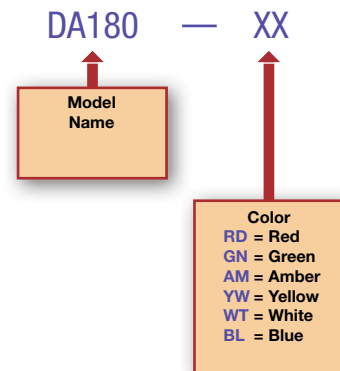 DA180 — XX
Model
Name
Color
RD = Red
GN = Green
AM = Amber
YW = Yellow
WT = White
BL = Blue